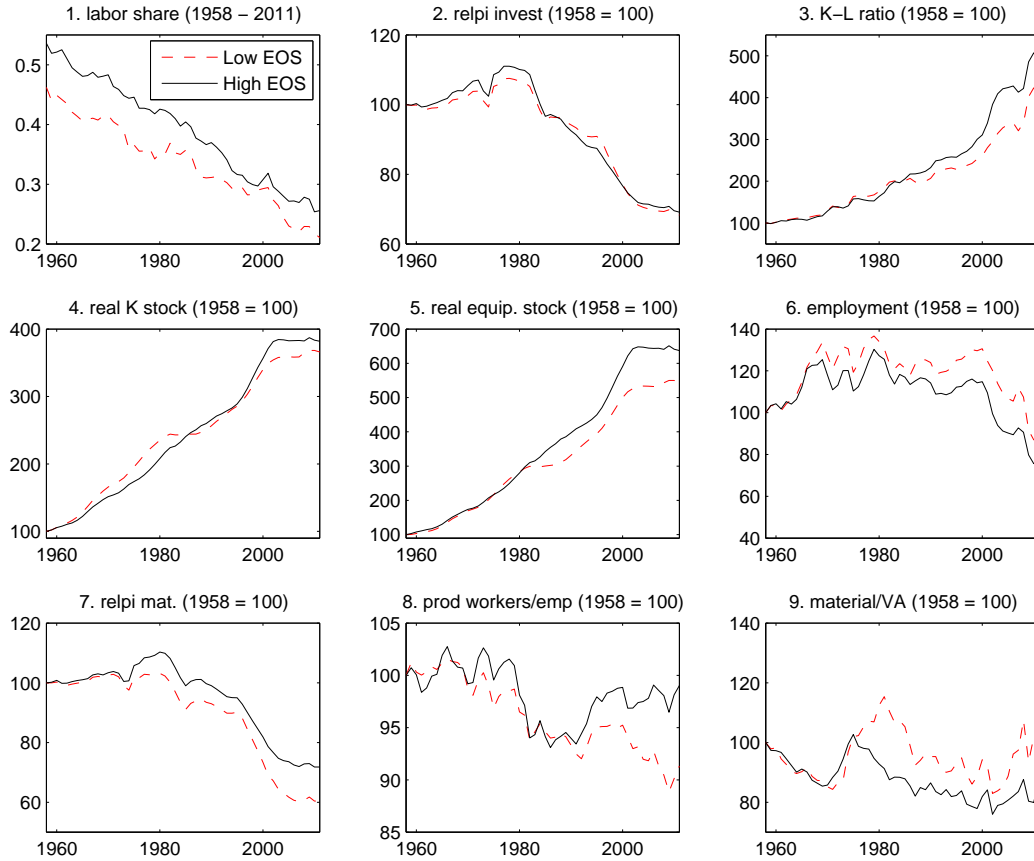 1. labor share (1958 − 2011)
0.5
0.4
0.3
0.2
1960 1980 2000
Low EOS
High EOS
2. relpi invest (1958 = 100)
120
100
80
60
1960 1980 2000
3. K−L ratio (1958 = 100)
500
400
300
200
100
1960 1980 2000
4. real K stock (1958 = 100)
400
300
200
100
1960 1980 2000
5. real equip. stock (1958 = 100)
700
600
500
400
300
200
100
1960 1980 2000
6. employment (1958 = 100)
140
120
100
80
60
40
1960 1980 2000
7. relpi mat. (1958 = 100)
120
100
80
60
1960 1980 2000
8. prod workers/emp (1958 = 100)
105
100
95
90
85
1960 1980 2000
9. material/VA (1958 = 100)
140
120
100
80
1960 1980 2000